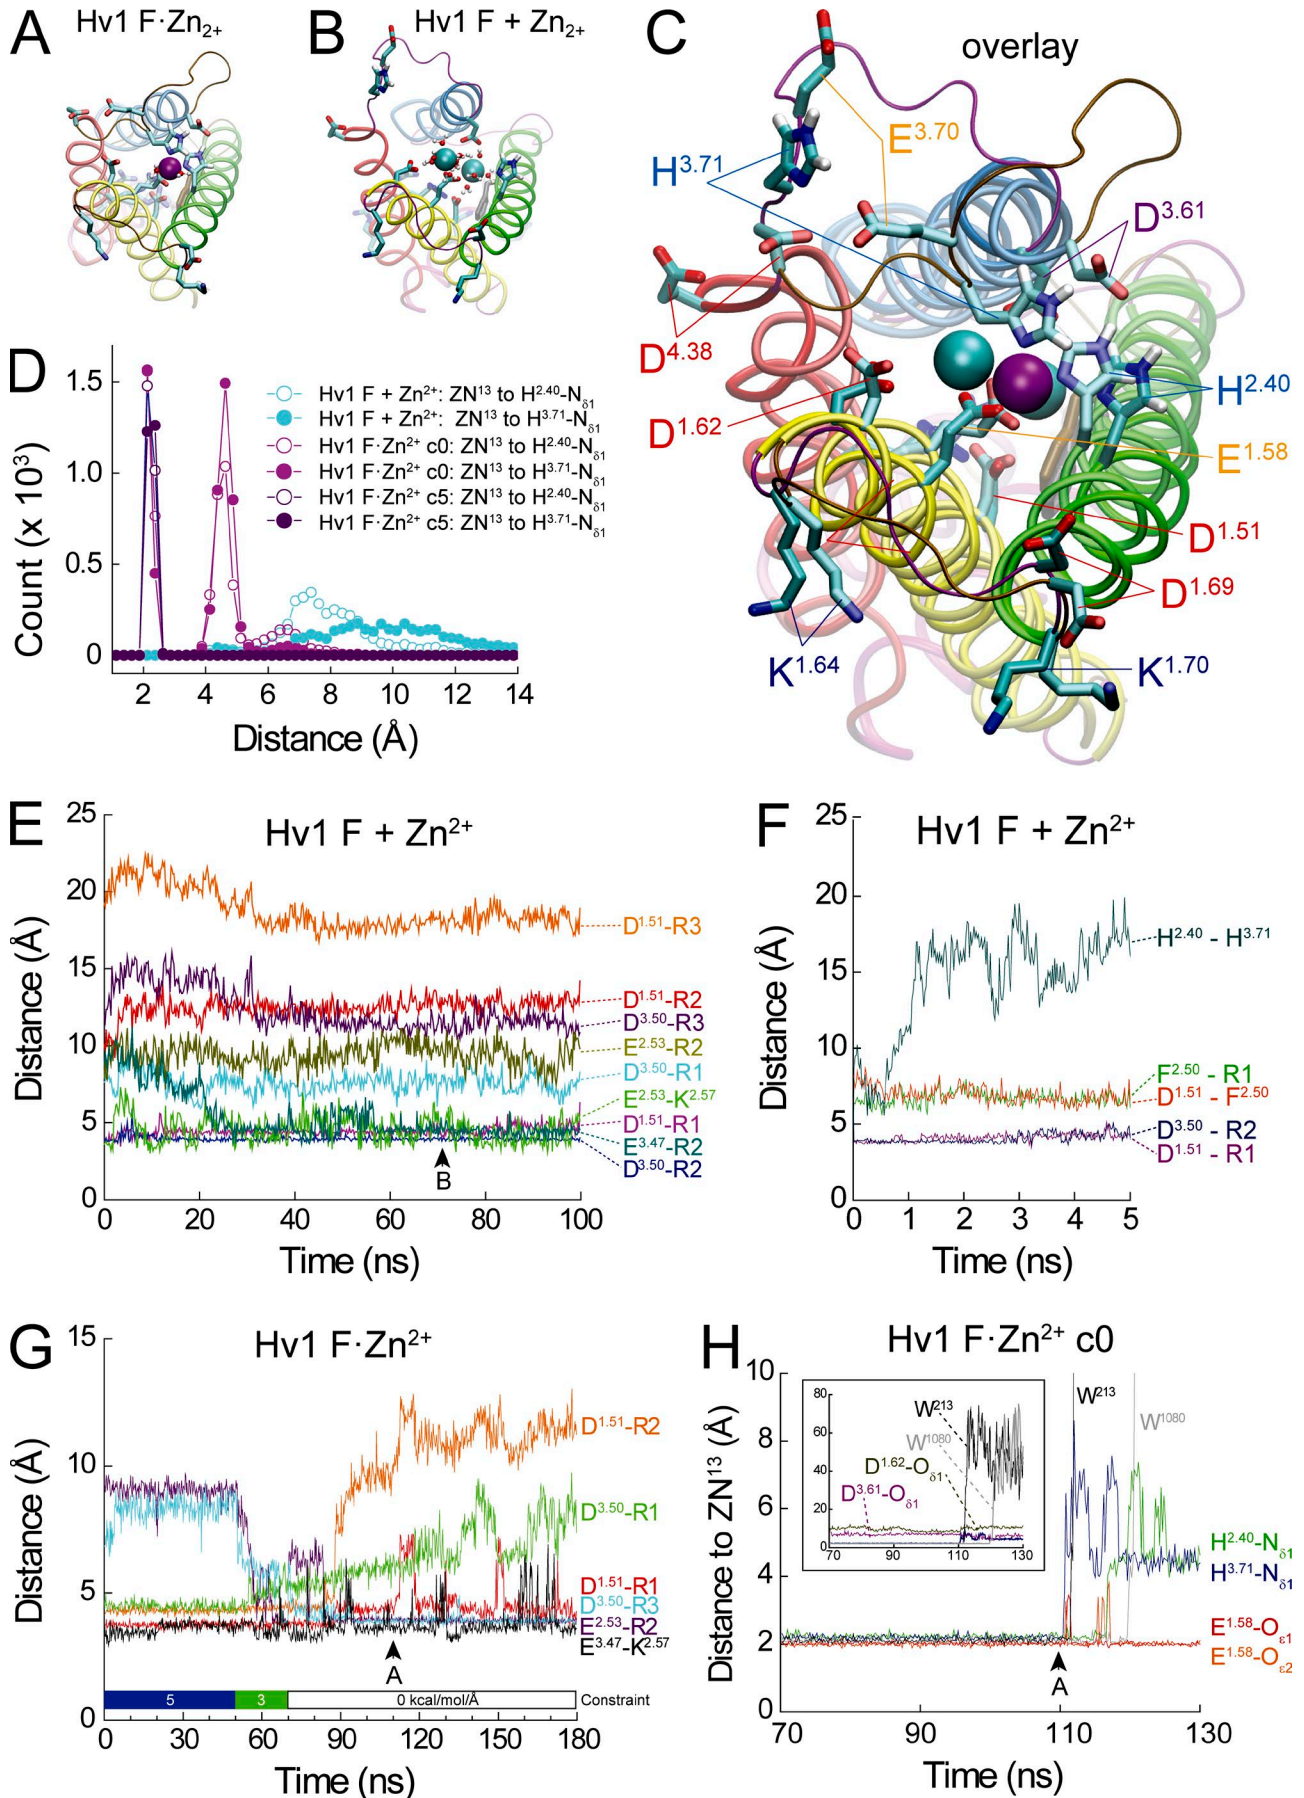 A
Hv1 F·Zn2+
B
Hv1 F + Zn2+
C
overlay
E3.70
H3.71
D3.61
D4.38
H2.40
D1.62
E1.58
D1.51
D1.69
K1.64
K1.70
D
Count (x 10³)
1.5
1.0
0.5
0
2 4 6 8 10 12 14
Distance (Å)
Hv1 F + Zn2+: ZN13 to H2.40-Nδ1
Hv1 F + Zn2+: ZN13 to H3.71-Nδ1
Hv1 F·Zn2+ c0: ZN13 to H2.40-Nδ1
Hv1 F·Zn2+ c0: ZN13 to H3.71-Nδ1
Hv1 F·Zn2+ c5: ZN13 to H2.40-Nδ1
Hv1 F·Zn2+ c5: ZN13 to H3.71-Nδ1
E
Hv1 F + Zn2+
Distance (Å)
25
20
15
10
5
0
0 20 40 60 80 100
Time (ns)
D1.51-R3
D1.51-R2
D3.50-R3
E2.53-R2
D3.50-R1
E2.53-K2.57
D1.51-R1
E3.47-R2
D3.50-R2
B
F
Hv1 F + Zn2+
Distance (Å)
25
20
15
10
5
0
0 1 2 3 4 5
Time (ns)
H2.40 - H3.71
F2.50 - R1
D1.51 - F2.50
D3.50 - R2
D1.51 - R1
G
Hv1 F·Zn2+
Distance (Å)
15
10
5
0
0 30 60 90 120 150 180
Time (ns)
D1.51-R2
D3.50-R1
D1.51-R1
D3.50-R3
E2.53-R2
E3.47-K2.57
A
5 3 0 kcal/mol/Å Constraint
H
Hv1 F·Zn2+ c0
Distance to ZN13 (Å)
10
8
6
4
2
0
70 90 110 130
Time (ns)
W213
W1080
H2.40-Nδ1
H3.71-Nδ1
E1.58-Oε1
E1.58-Oε2
A
80
60
40
20
0
70 90 110 130
W213
W1080
D1.62-Oδ1
D3.61-Oδ1